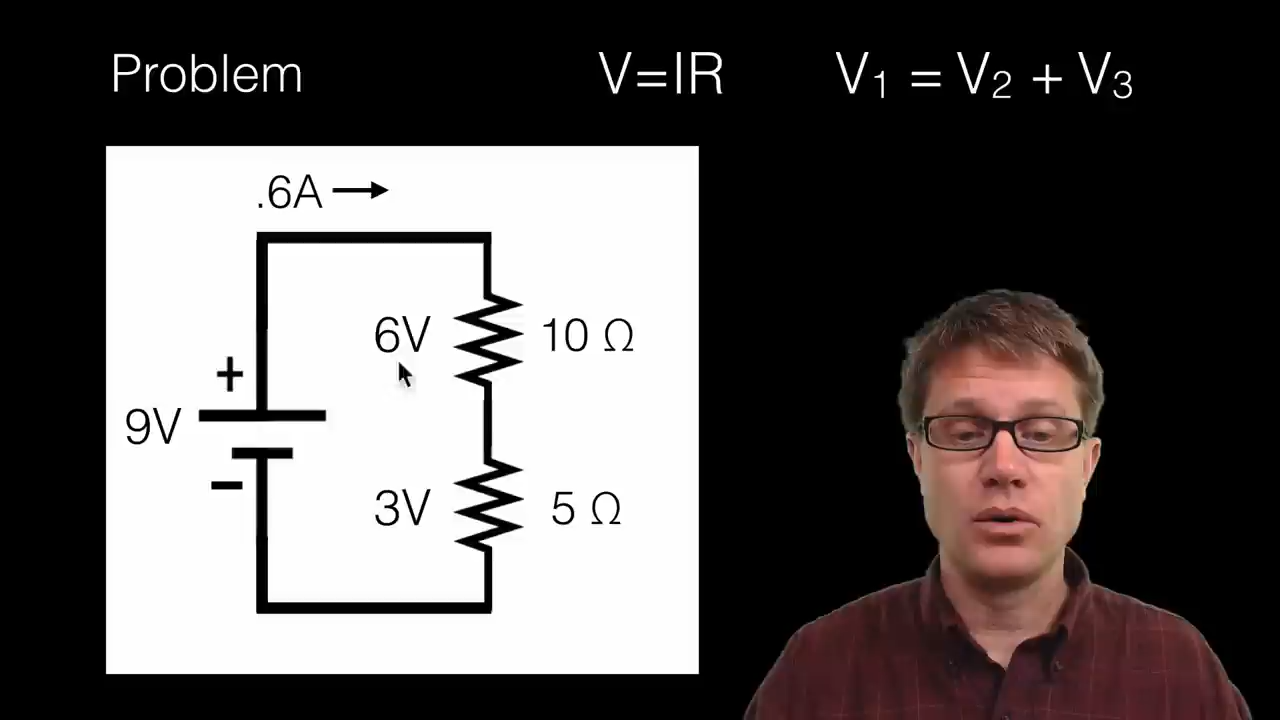 Problem
V=IR
V₁ = V₂ + V₃
.6A
6V
10 Ω
+
9V
−
3V
5 Ω